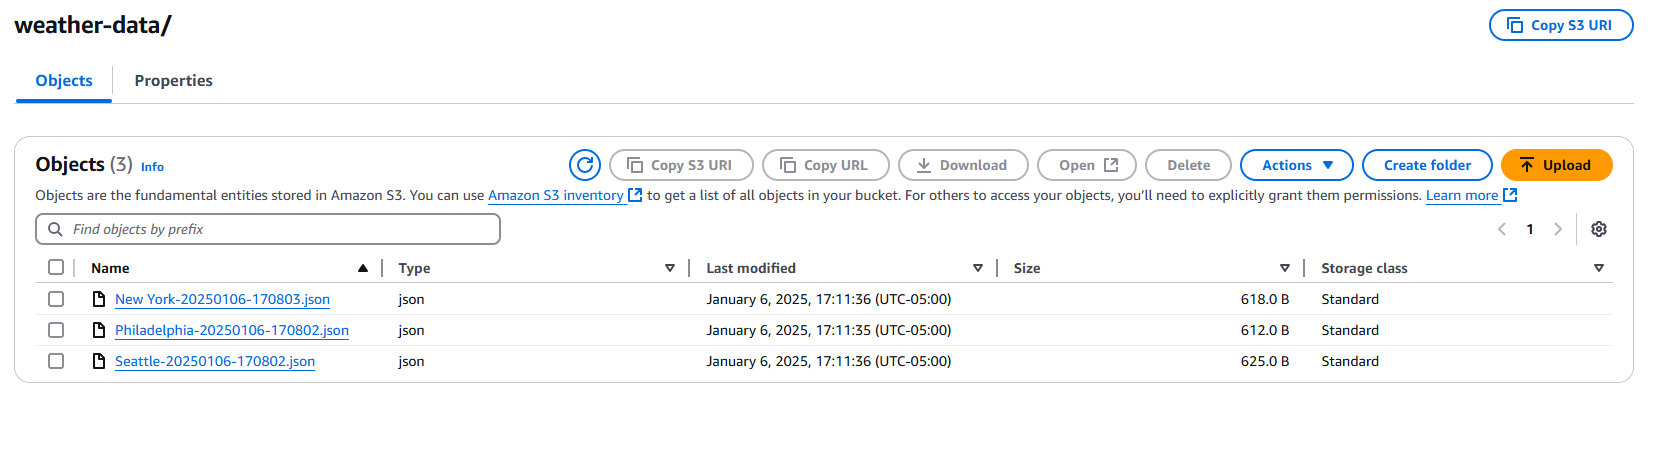 weather-data/
Copy S3 URI
Objects
Properties
Objects (3) Info
Copy S3 URI
Copy URL
Download
Open
Delete
Actions
Create folder
Upload
Objects are the fundamental entities stored in Amazon S3. You can use Amazon S3 inventory to get a list of all objects in your bucket. For others to access your objects, you'll need to explicitly grant them permissions. Learn more
Find objects by prefix
1
Name Type Last modified Size Storage class
New York-20250106-170803.json json January 6, 2025, 17:11:36 (UTC-05:00) 618.0 B Standard
Philadelphia-20250106-170802.json json January 6, 2025, 17:11:35 (UTC-05:00) 612.0 B Standard
Seattle-20250106-170802.json json January 6, 2025, 17:11:36 (UTC-05:00) 625.0 B Standard